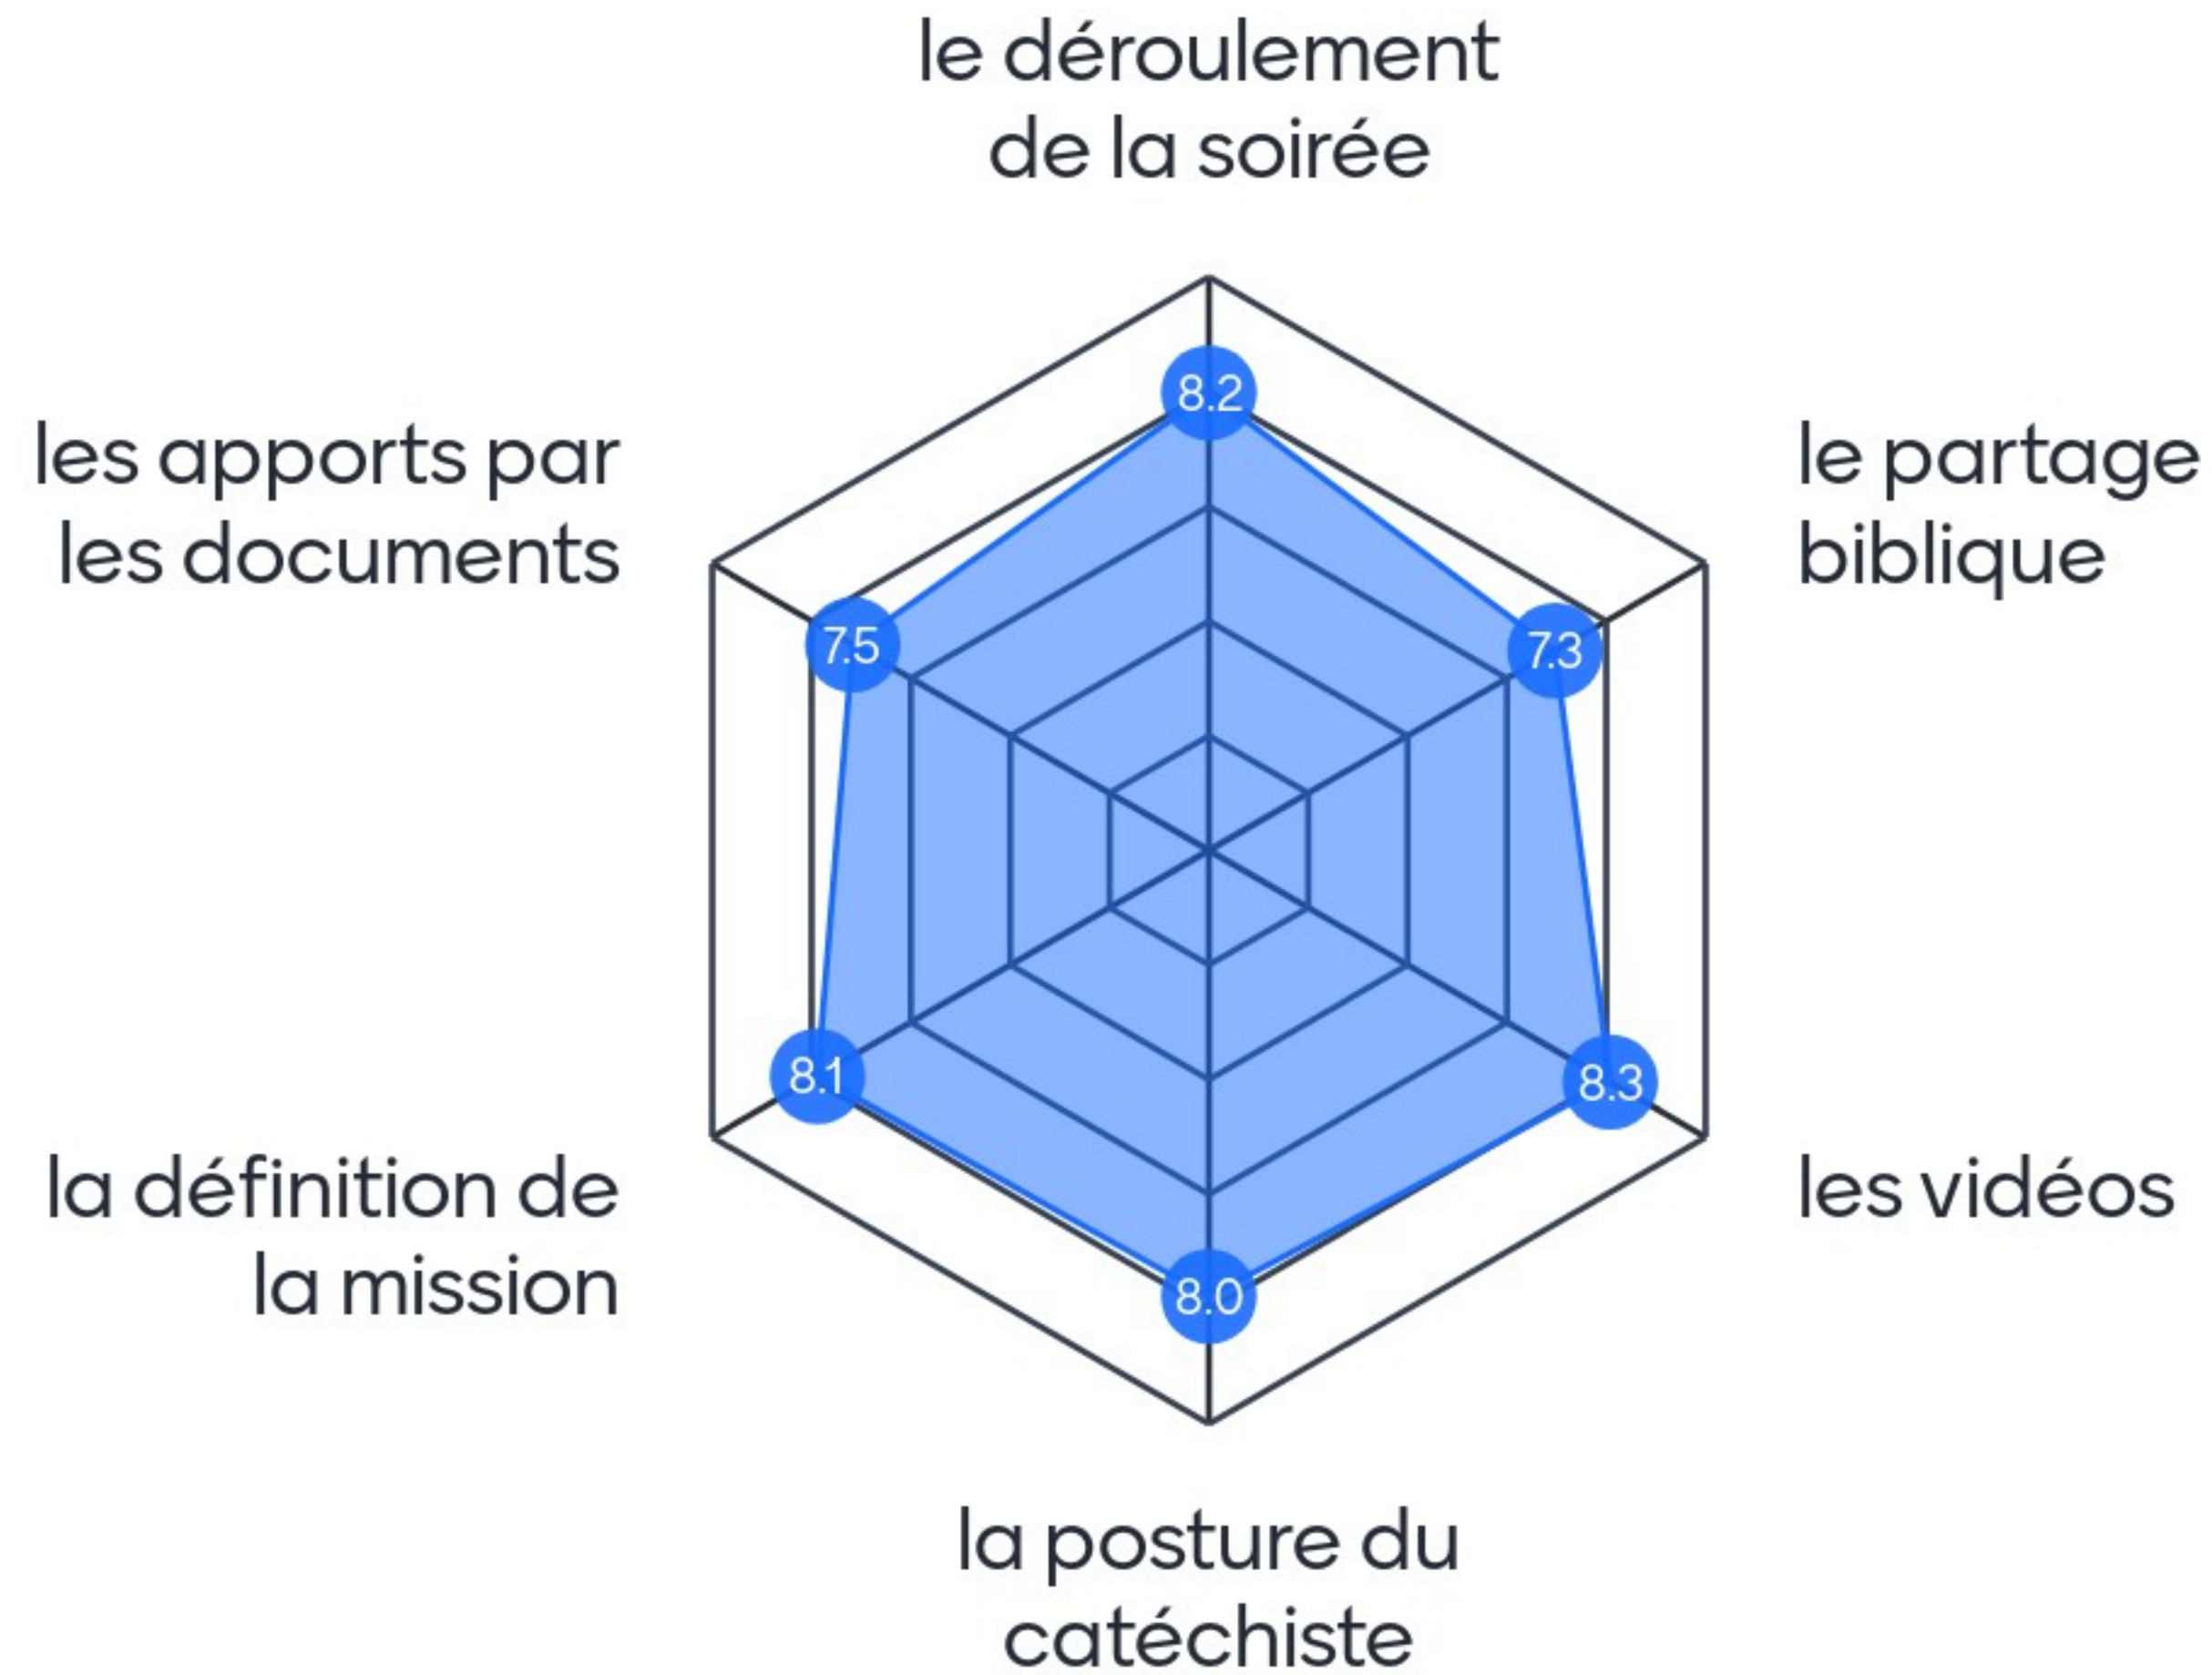 le déroulement
de la soirée
8.2
les apports par
les documents
le partage
biblique
7.5
7.3
8.1
8.3
la définition de
la mission
les vidéos
8.0
la posture du
catéchiste